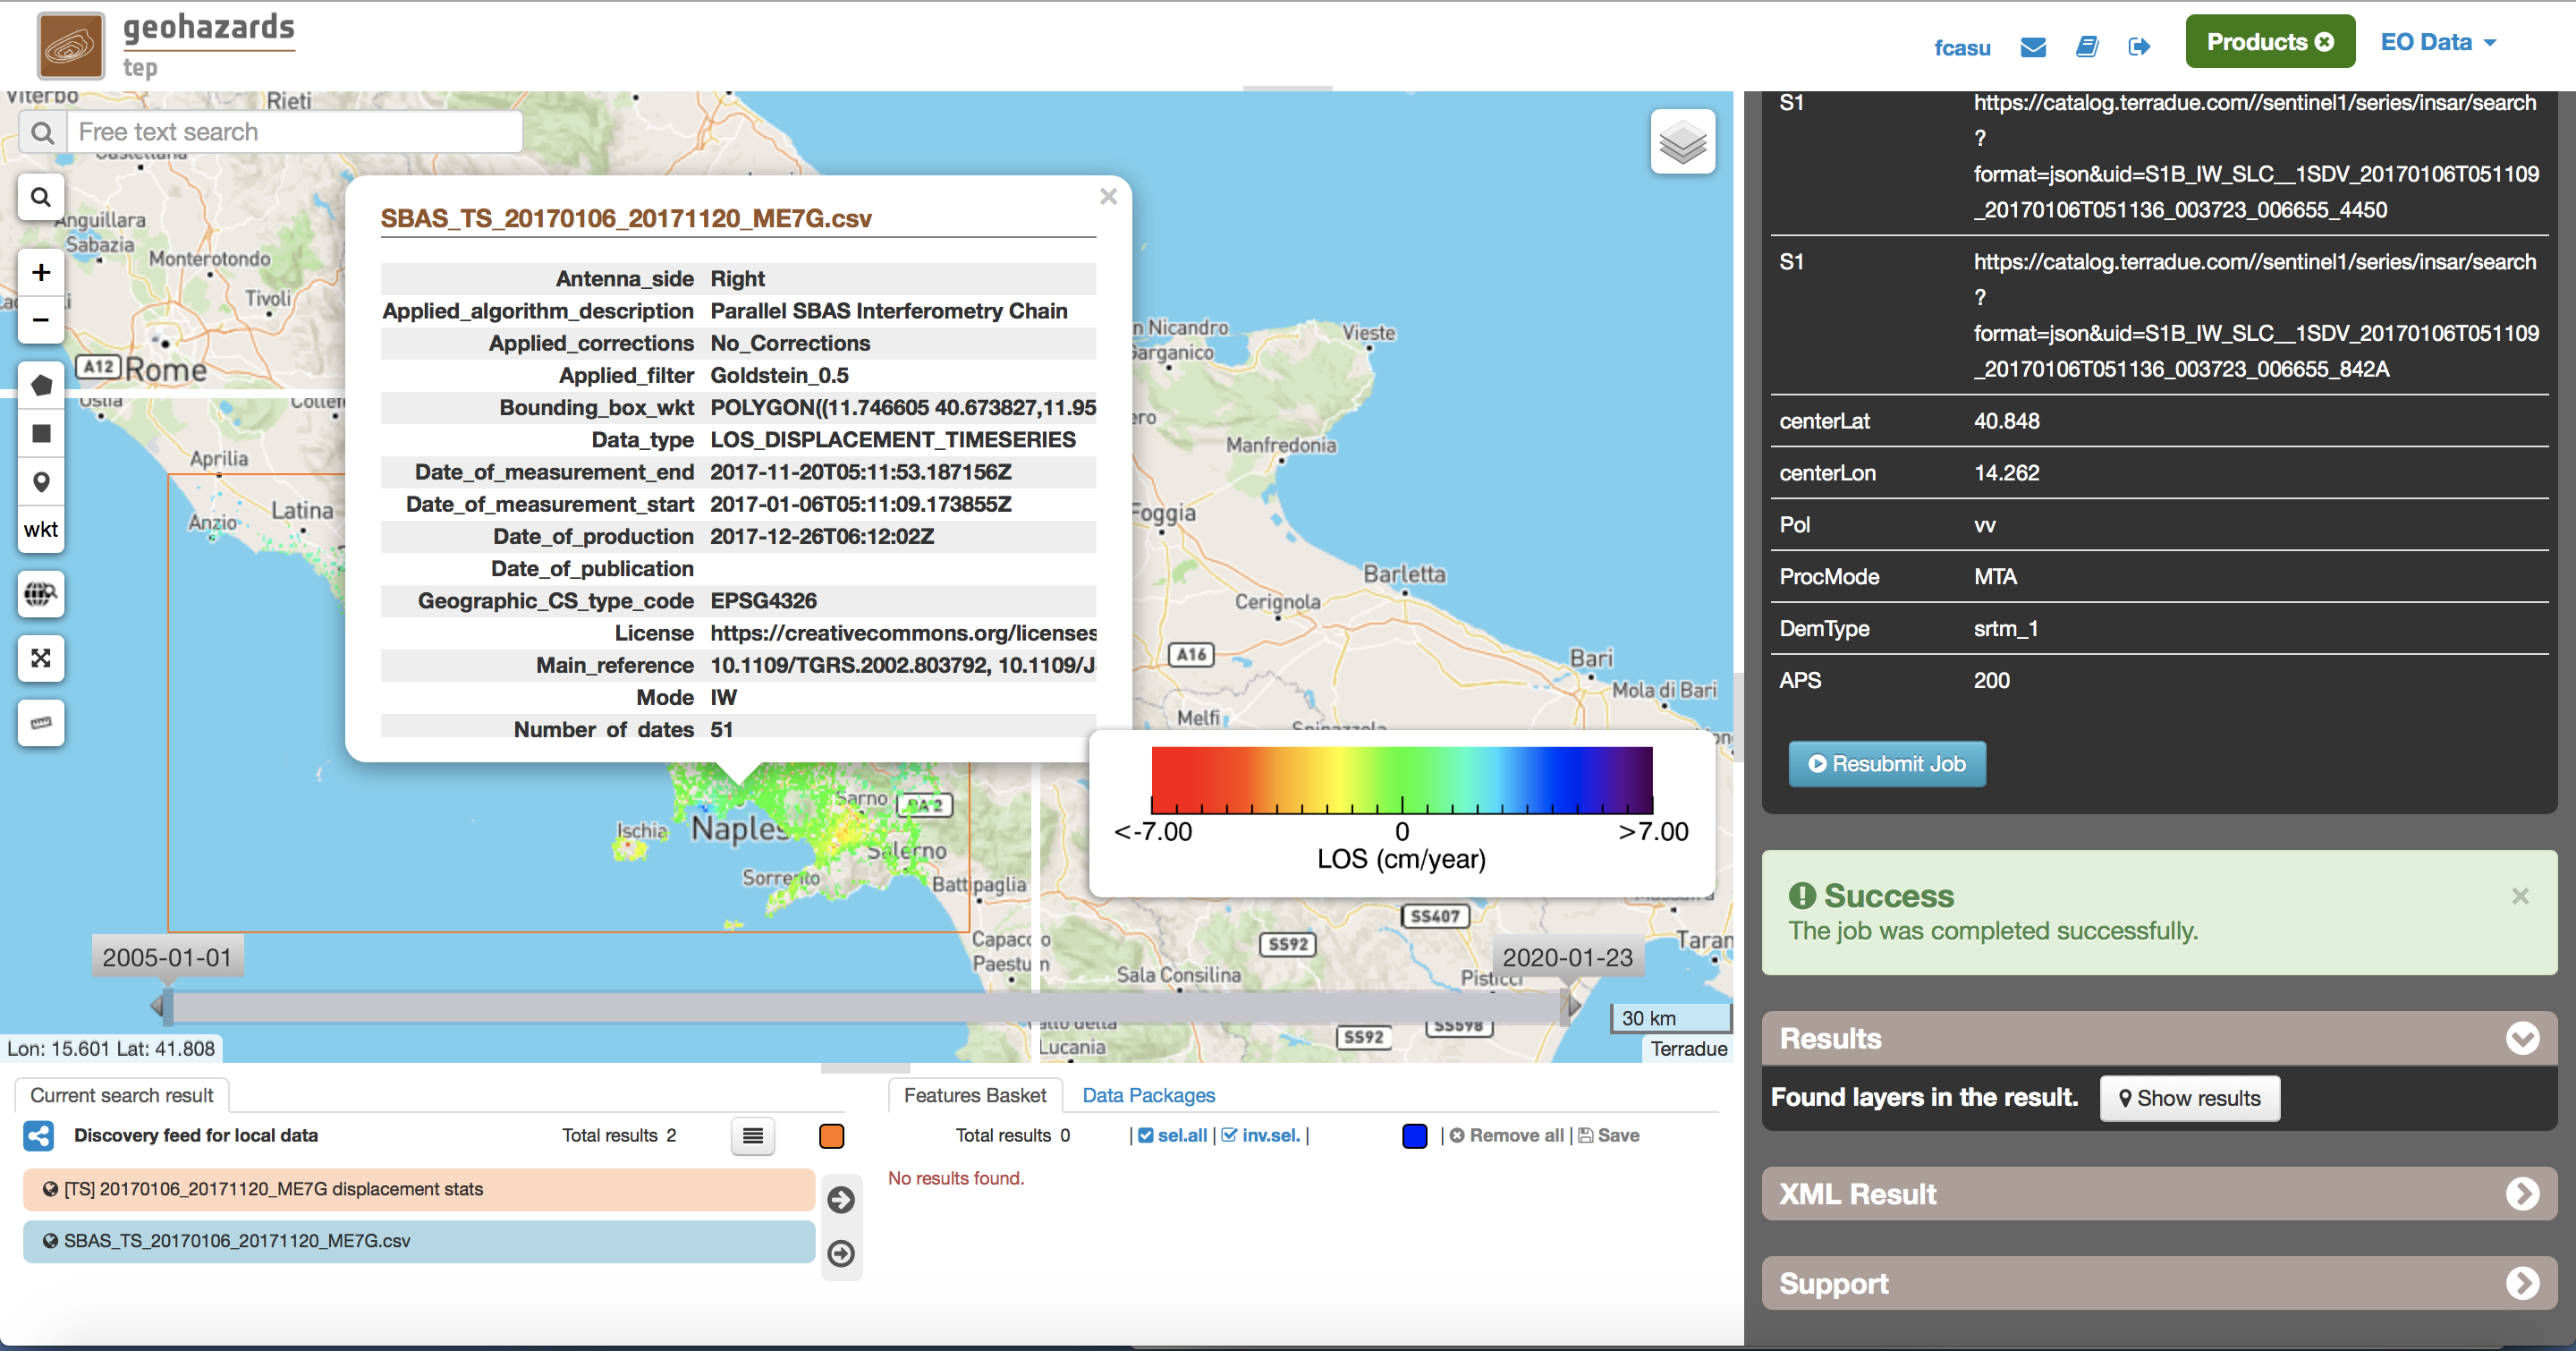 geohazards
tep
fcasu
Products
EO Data
Viterbo
Rieti
Free text search
Anguillara
Sabazia
Monterotondo
Tivoli
A12
Rome
Ostia
Aprilia
Anzio
Latina
+
−
wkt
SBAS_TS_20170106_20171120_ME7G.csv
×
Antenna_side Right
Applied_algorithm_description Parallel SBAS Interferometry Chain
Applied_corrections No_Corrections
Applied_filter Goldstein_0.5
Bounding_box_wkt POLYGON((11.746605 40.673827,11.95
Data_type LOS_DISPLACEMENT_TIMESERIES
Date_of_measurement_end 2017-11-20T05:11:53.187156Z
Date_of_measurement_start 2017-01-06T05:11:09.173855Z
Date_of_production 2017-12-26T06:12:02Z
Date_of_publication
Geographic_CS_type_code EPSG4326
License https://creativecommons.org/licenses
Main_reference 10.1109/TGRS.2002.803792, 10.1109/J
Mode IW
Number_of_dates 51
n Nicandro
Garganico
Vieste
Manfredonia
Foggia
Barletta
Cerignola
A16
Bari
Mola di Bari
Melfi
Spinazzola
<-7.00
0
>7.00
LOS (cm/year)
Sarno
Ischia
Naples
Salerno
Sorrento
Battipaglia
SS407
SS92
Capaccio
Paestum
Sala Consilina
Pisticci
Taran
2005-01-01
2020-01-23
SS92
SS598
Lucania
30 km
Lon: 15.601 Lat: 41.808
Terradue
S1 https://catalog.terradue.com//sentinel1/series/insar/search
?
format=json&uid=S1B_IW_SLC__1SDV_20170106T051109
_20170106T051136_003723_006655_4450
S1 https://catalog.terradue.com//sentinel1/series/insar/search
?
format=json&uid=S1B_IW_SLC__1SDV_20170106T051109
_20170106T051136_003723_006655_842A
centerLat 40.848
centerLon 14.262
Pol vv
ProcMode MTA
DemType srtm_1
APS 200
Resubmit Job
Success
×
The job was completed successfully.
Results
Found layers in the result. Show results
XML Result
Support
Current search result
Discovery feed for local data Total results 2
[TS] 20170106_20171120_ME7G displacement stats
SBAS_TS_20170106_20171120_ME7G.csv
Features Basket Data Packages
Total results 0 | sel.all | inv.sel. | | Remove all | Save
No results found.